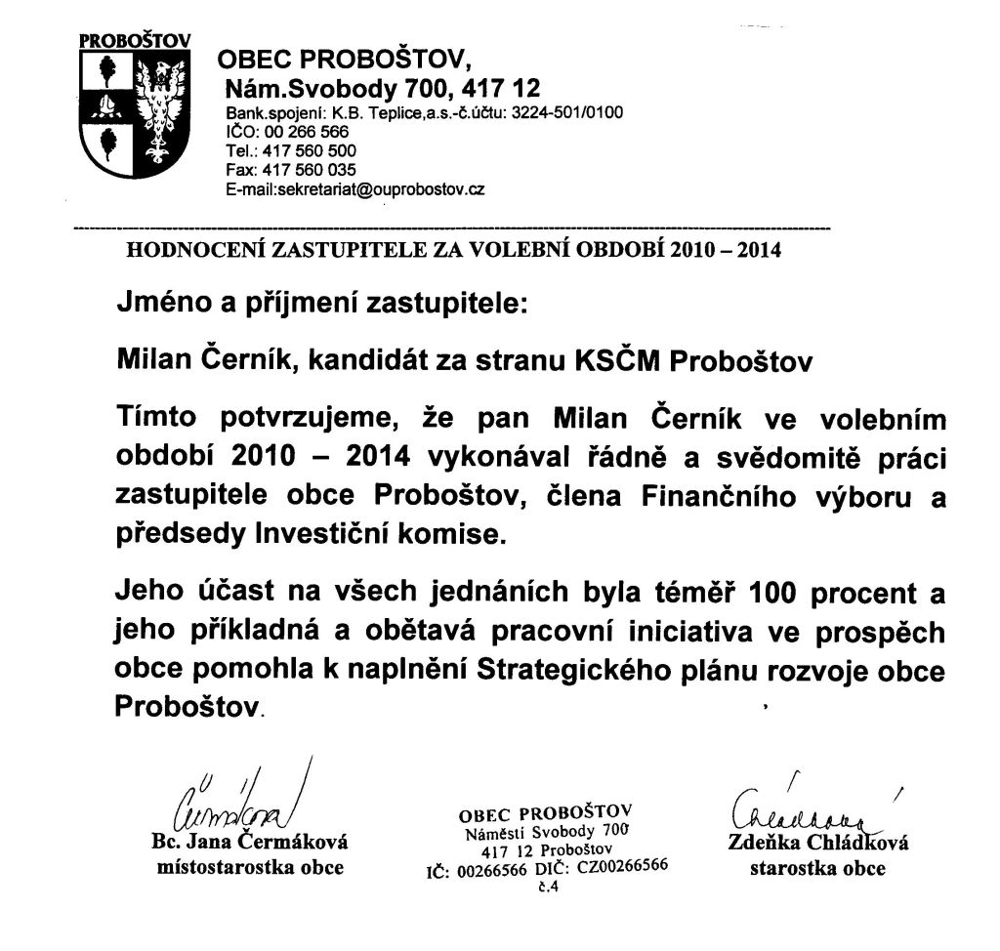 PROBOŠTOV
OBEC PROBOŠTOV,
Nám.Svobody 700, 417 12
Bank.spojení: K.B. Teplice,a.s.-č.účtu: 3224-501/0100
IČO: 00 266 566
Tel.: 417 560 500
Fax: 417 560 035
E-mail:sekretariat@ouprobostov.cz
HODNOCENÍ ZASTUPITELE ZA VOLEBNÍ OBDOBÍ 2010 – 2014
Jméno a příjmení zastupitele:
Milan Černík, kandidát za stranu KSČM Proboštov
Tímto potvrzujeme, že pan Milan Černík ve volebním
období 2010 – 2014 vykonával řádně a svědomitě práci
zastupitele obce Proboštov, člena Finančního výboru a
předsedy Investiční komise.
Jeho účast na všech jednáních byla téměř 100 procent a
jeho příkladná a obětavá pracovní iniciativa ve prospěch
obce pomohla k naplnění Strategického plánu rozvoje obce
Proboštov.
Čermáková
Bc. Jana Čermáková
místostarostka obce
OBEC PROBOŠTOV
Náměstí Svobody 700
417 12 Proboštov
IČ: 00266566 DIČ: CZ00266566
č.4
Chládková
Zdeňka Chládková
starostka obce